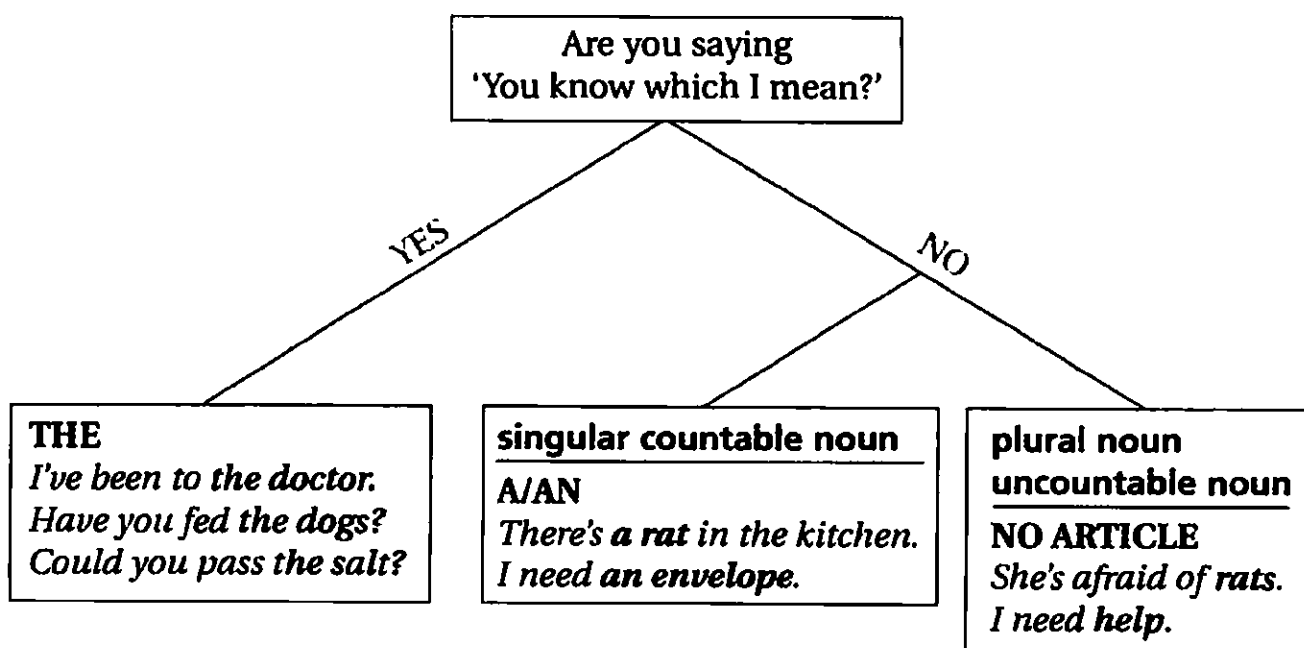 Are you saying
'You know which I mean?'
YES
NO
THE
I've been to the doctor.
Have you fed the dogs?
Could you pass the salt?
singular countable noun
A/AN
There's a rat in the kitchen.
I need an envelope.
plural noun
uncountable noun
NO ARTICLE
She's afraid of rats.
I need help.